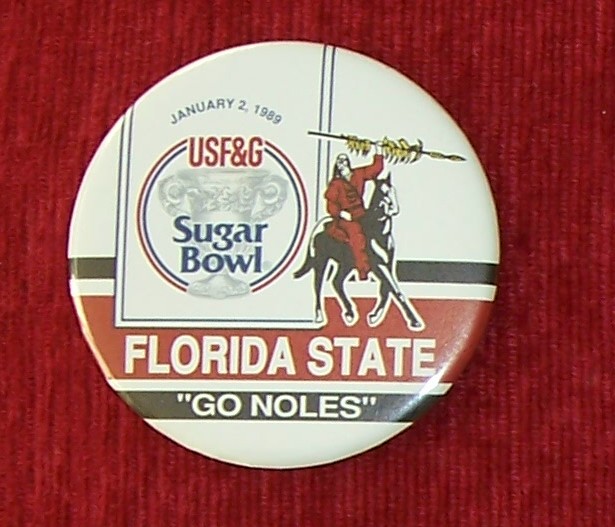 JANUARY 2, 1989
USF&G
Sugar
Bowl
FLORIDA STATE
"GO NOLES"